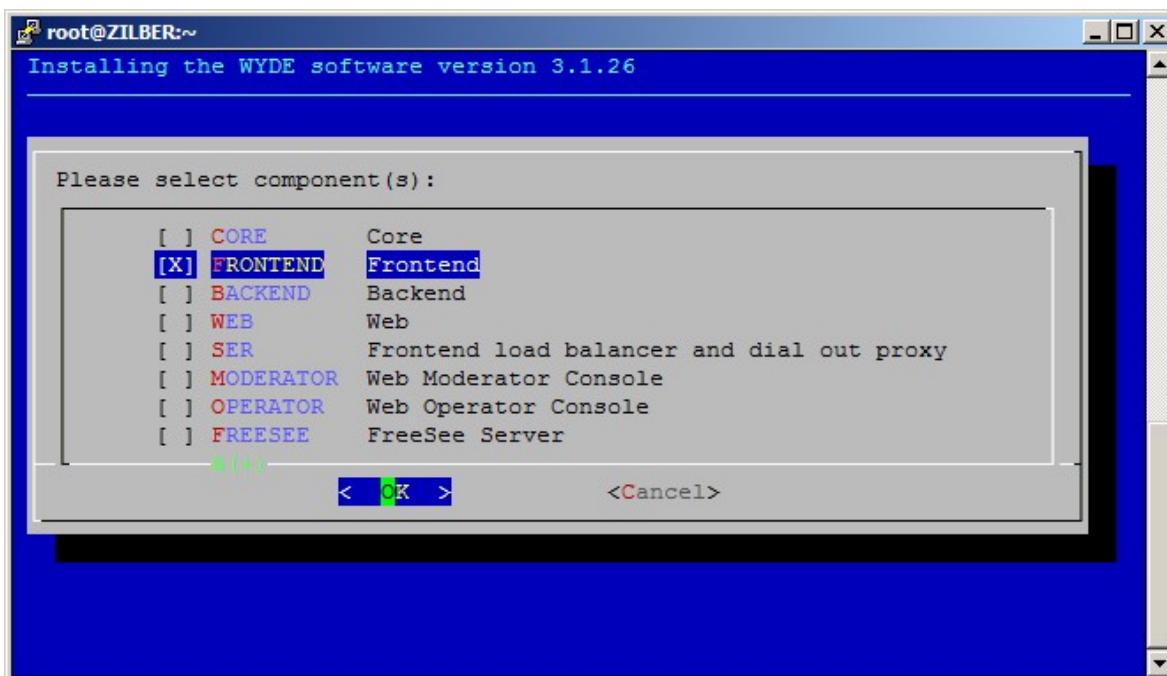 root@ZILBER:~
Installing the WYDE software version 3.1.26
Please select component(s):
[ ] CORE Core
[X] FRONTEND Frontend
[ ] BACKEND Backend
[ ] WEB Web
[ ] SER Frontend load balancer and dial out proxy
[ ] MODERATOR Web Moderator Console
[ ] OPERATOR Web Operator Console
[ ] FREESEE FreeSee Server
(+)
< OK > <Cancel>